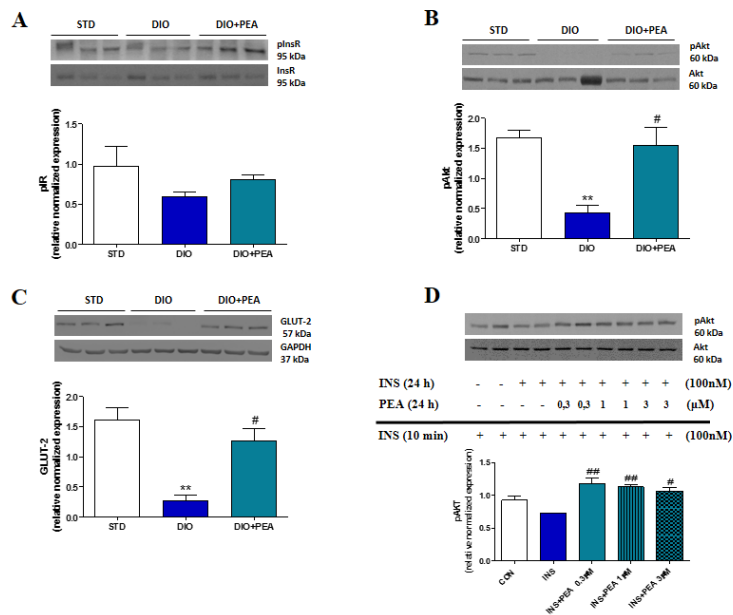 A
STD DIO DIO+PEA
pInsR
95 kDa
InsR
95 kDa
pIR
(relative normalized expression)
1.5
1.0
0.5
0.0
STD DIO DIO+PEA
B
STD DIO DIO+PEA
pAkt
60 kDa
Akt
60 kDa
pAkt
(relative normalized expression)
2.0
1.5
1.0
0.5
0.0
**
#
STD DIO DIO+PEA
C
STD DIO DIO+PEA
GLUT-2
57 kDa
GAPDH
37 kDa
GLUT-2
(relative normalized expression)
2.0
1.5
1.0
0.5
0.0
**
#
STD DIO DIO+PEA
D
pAkt
60 kDa
Akt
60 kDa
INS (24 h) - - + + + + + + + + (100nM)
PEA (24 h) - - - - 0,3 0,3 1 1 3 3 (µM)
INS (10 min) + + + + + + + + + + (100nM)
pAKT
(relative normalized expression)
1.5
1.0
0.5
0.0
## ## #
CON
INS
INS+PEA 0.3µM
INS+PEA 1µM
INS+PEA 3µM